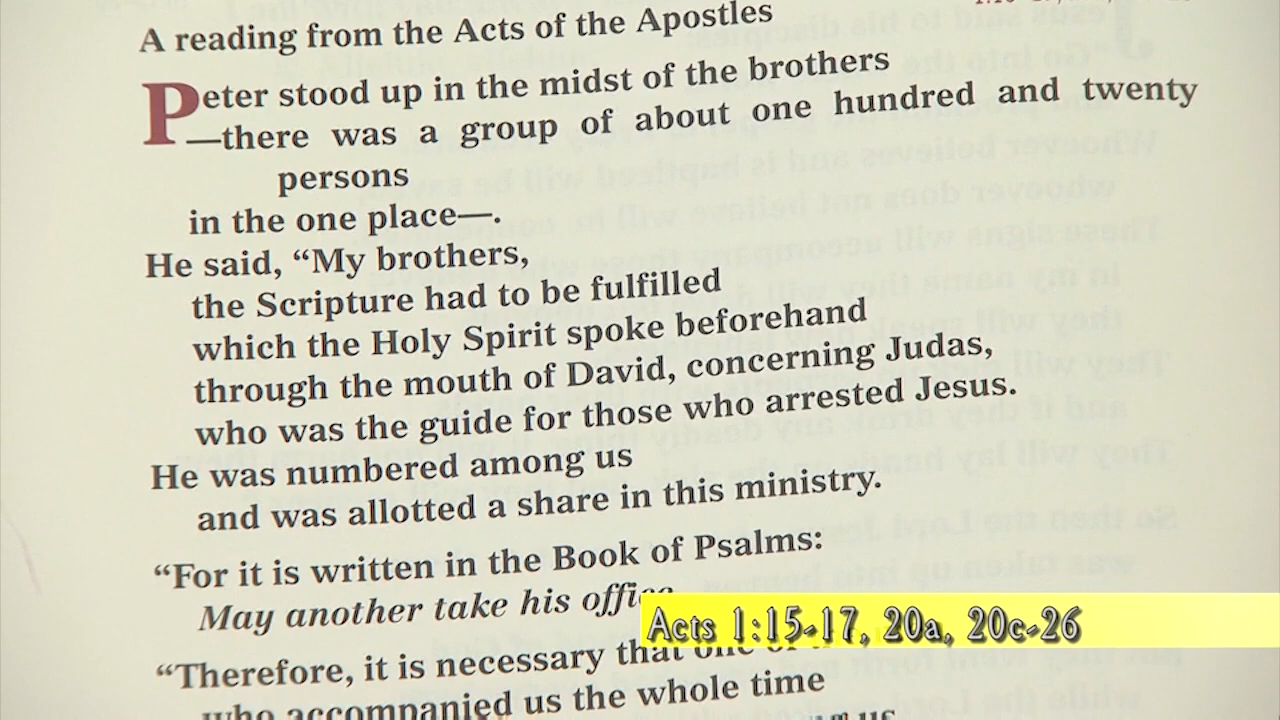 A reading from the Acts of the Apostles
Peter stood up in the midst of the brothers
—there was a group of about one hundred and twenty
persons
in the one place—.
He said, “My brothers,
the Scripture had to be fulfilled
which the Holy Spirit spoke beforehand
through the mouth of David, concerning Judas,
who was the guide for those who arrested Jesus.
He was numbered among us
and was allotted a share in this ministry.
“For it is written in the Book of Psalms:
May another take his office
Acts 1:15-17, 20a, 20c-26
“Therefore, it is necessary that one of
who accompanied us the whole time
us